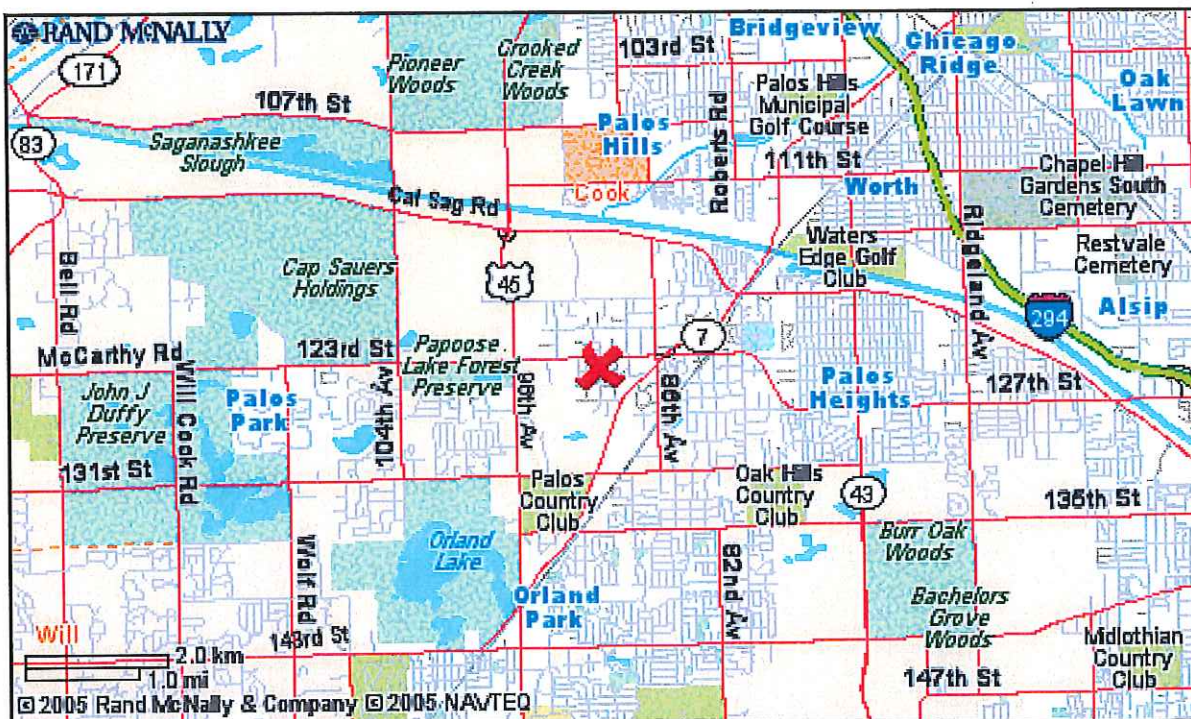 RAND McNALLY
171
83
107th St
Pioneer
Woods
Crooked
Creek Woods
103rd St
Bridgeview
Chicago
Ridge
Oak
Lawn
Saganashkee
Slough
Palos
Hills
Cook
Roberts Rd
Palos H ls
Municipal
Golf Course
111th St
Worth
Chapel H
Gardens South
Cemetery
Cal Sag Rd
Bell Rd
Cap Sauers
Holdings
45
Waters
Edge Golf
Club
Ridgeland Av
Restvale
Cemetery
Alsip
294
McCarthy Rd
123rd St
Papoose
Lake Forest
Preserve
7
127th St
John J
Duffy
Preserve
Will Cook Rd
Palos
Park
104th Av
96th Av
86th Av
Palos
Heights
131st St
Palos
Country
Club
Oak H ls
Country
Club
43
135th St
Orland
Lake
Wolf Rd
82nd Av
Burr Oak
Woods
Orland
Park
Bachelors
Grove
Woods
Will
143rd St
2.0 km
1.0 mi
Midlothian
Country
Club
147th St
© 2005 Rand McNally & Company © 2005 NAVTEQ